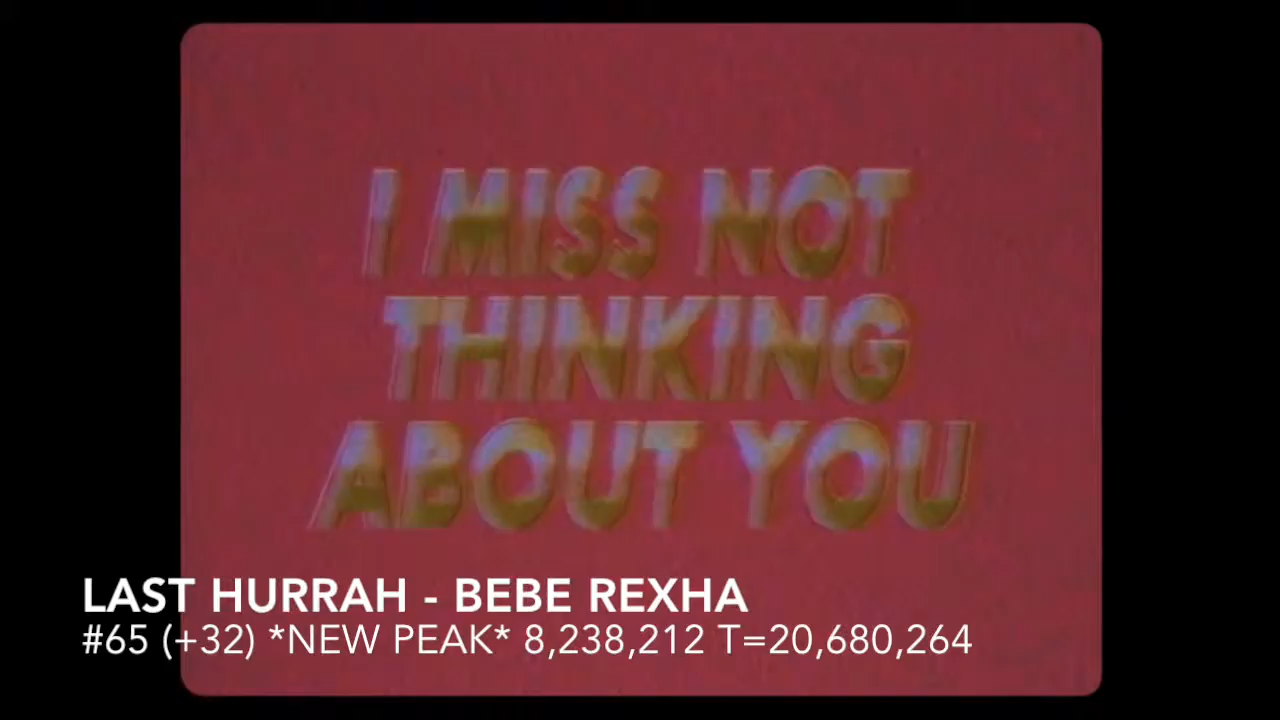 I MISS NOT
THINKING
ABOUT YOU
LAST HURRAH - BEBE REXHA
#65 (+32) *NEW PEAK* 8,238,212 T=20,680,264